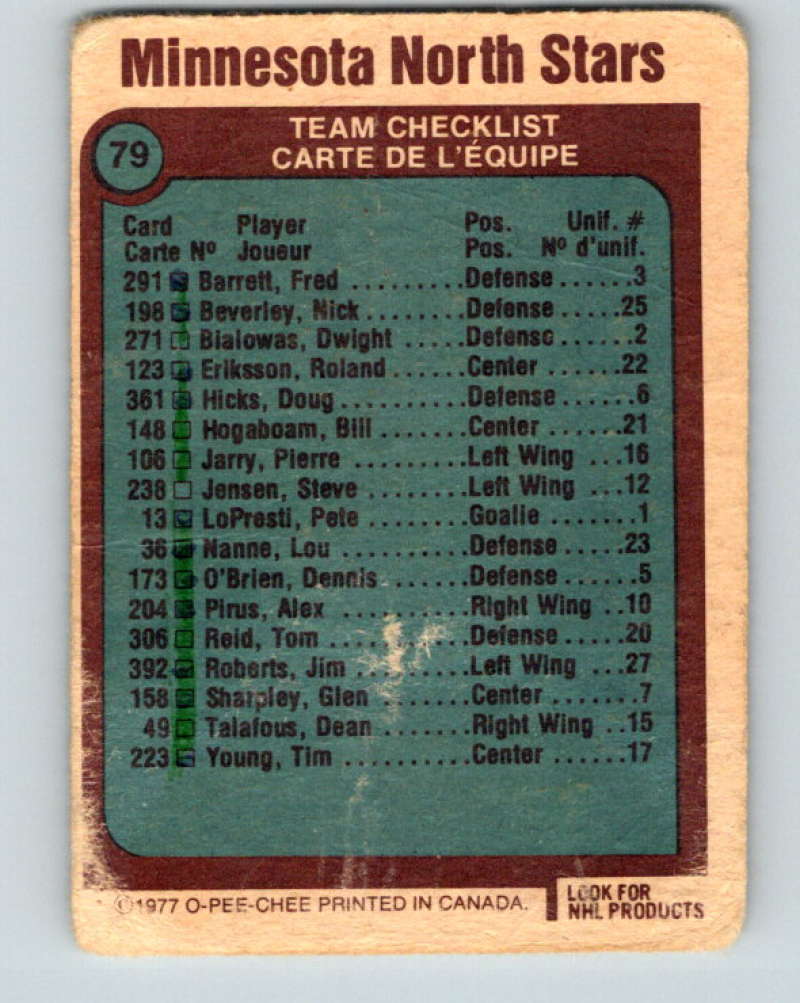 Minnesota North Stars
79
TEAM CHECKLIST
CARTE DE L'ÉQUIPE
Card Player Pos. Unif. #
Carte Nº Joueur Pos. Nº d'unif.
291 Barrett, Fred .........Defense......3
198 Beverley, Nick........Defense.....25
271 Bialowas, Dwight .....Defense......2
123 Eriksson, Roland......Center ......22
361 Hicks, Doug..........Defense......6
148 Hogaboam, Bill.......Center ......21
106 Jarry, Pierre .........Left Wing ...16
238 Jensen, Steve .......Left Wing ...12
13 LoPresti, Pete .......Goalie .......1
36 Nanne, Lou .........Defense.....23
173 O'Brien, Dennis ......Defense......5
204 Pirus, Alex .........Right Wing ..10
306 Reid, Tom ..........Defense.....20
392 Roberts, Jim ........Left Wing ...27
158 Sharpley, Glen .......Center .......7
49 Talafous, Dean .......Right Wing ..15
223 Young, Tim ..........Center ......17
©1977 O-PEE-CHEE PRINTED IN CANADA.
LOOK FOR
NHL PRODUCTS